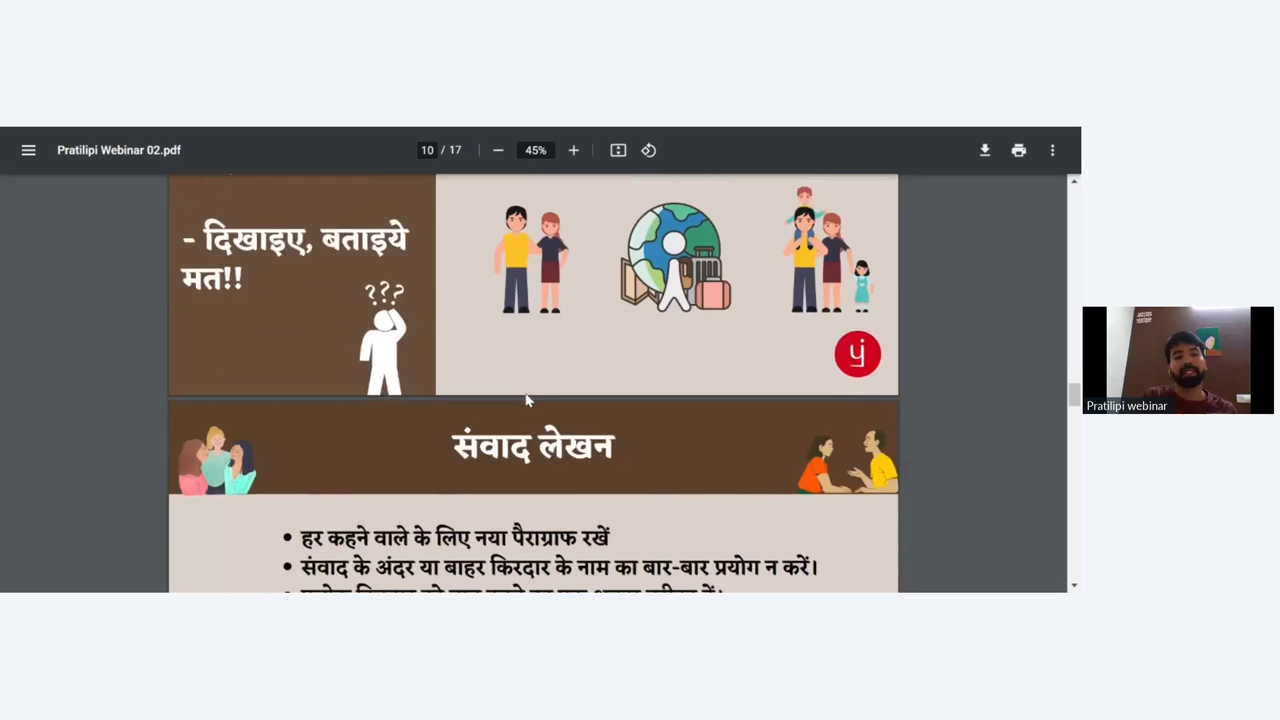 Pratilipi Webinar 02.pdf
10 / 17
45%
- दिखाइए, बताइये
मत!!
???
संवाद लेखन
• हर कहने वाले के लिए नया पैराग्राफ रखें
• संवाद के अंदर या बाहर किरदार के नाम का बार-बार प्रयोग न करें।
Pratilipi webinar